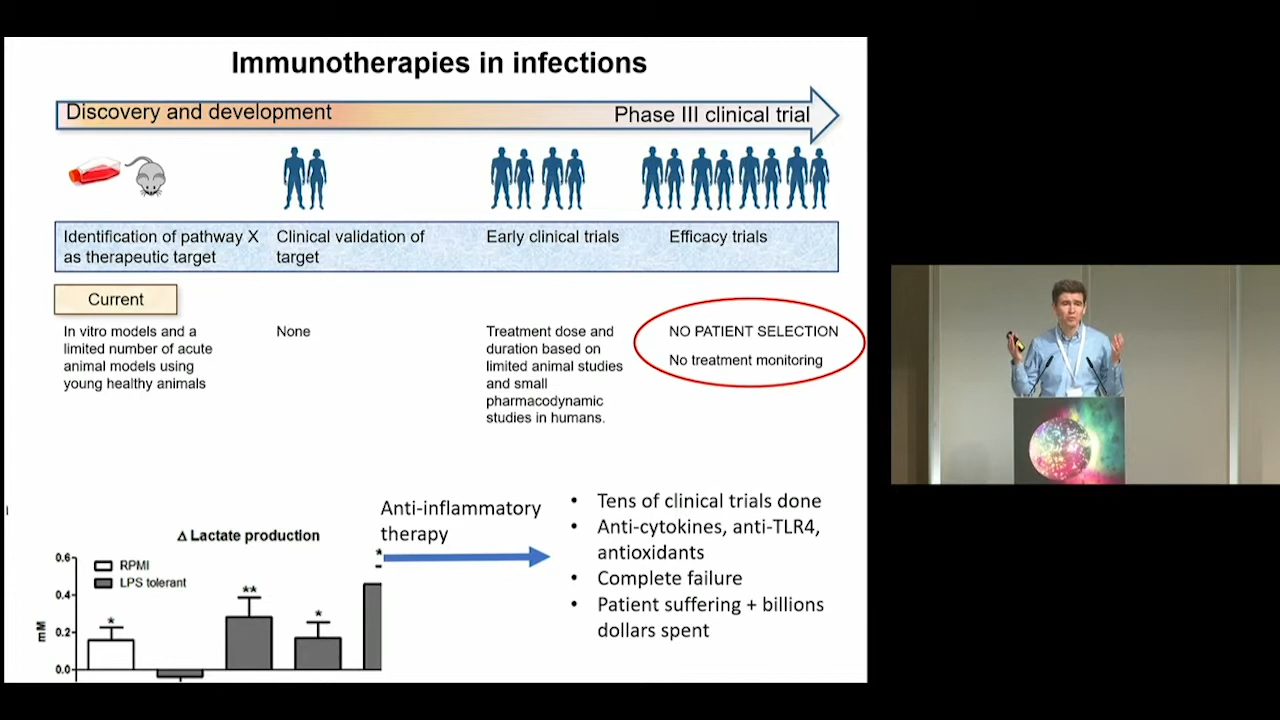 Immunotherapies in infections
Discovery and development
Phase III clinical trial
Identification of pathway X
as therapeutic target
Clinical validation of
target
Early clinical trials
Efficacy trials
Current
In vitro models and a
limited number of acute
animal models using
young healthy animals
None
Treatment dose and
duration based on
limited animal studies
and small
pharmacodynamic
studies in humans.
NO PATIENT SELECTION
No treatment monitoring
Δ Lactate production
RPMI
LPS tolerant
mM
0.6
0.4
0.2
0.0
*
**
*
*
Anti-inflammatory
therapy
• Tens of clinical trials done
• Anti-cytokines, anti-TLR4,
antioxidants
• Complete failure
• Patient suffering + billions
dollars spent